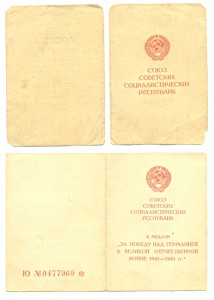 СОЮЗ
СОВЕТСКИХ
СОЦИАЛИСТИЧЕСКИХ
РЕСПУБЛИК
СОЮЗ
СОВЕТСКИХ
СОЦИАЛИСТИЧЕСКИХ
РЕСПУБЛИК
К МЕДАЛИ
"ЗА ПОБЕДУ НАД ГЕРМАНИЕЙ
В ВЕЛИКОЙ ОТЕЧЕСТВЕННОЙ
ВОЙНЕ 1941—1945 гг."
Ю №0477969 ✻